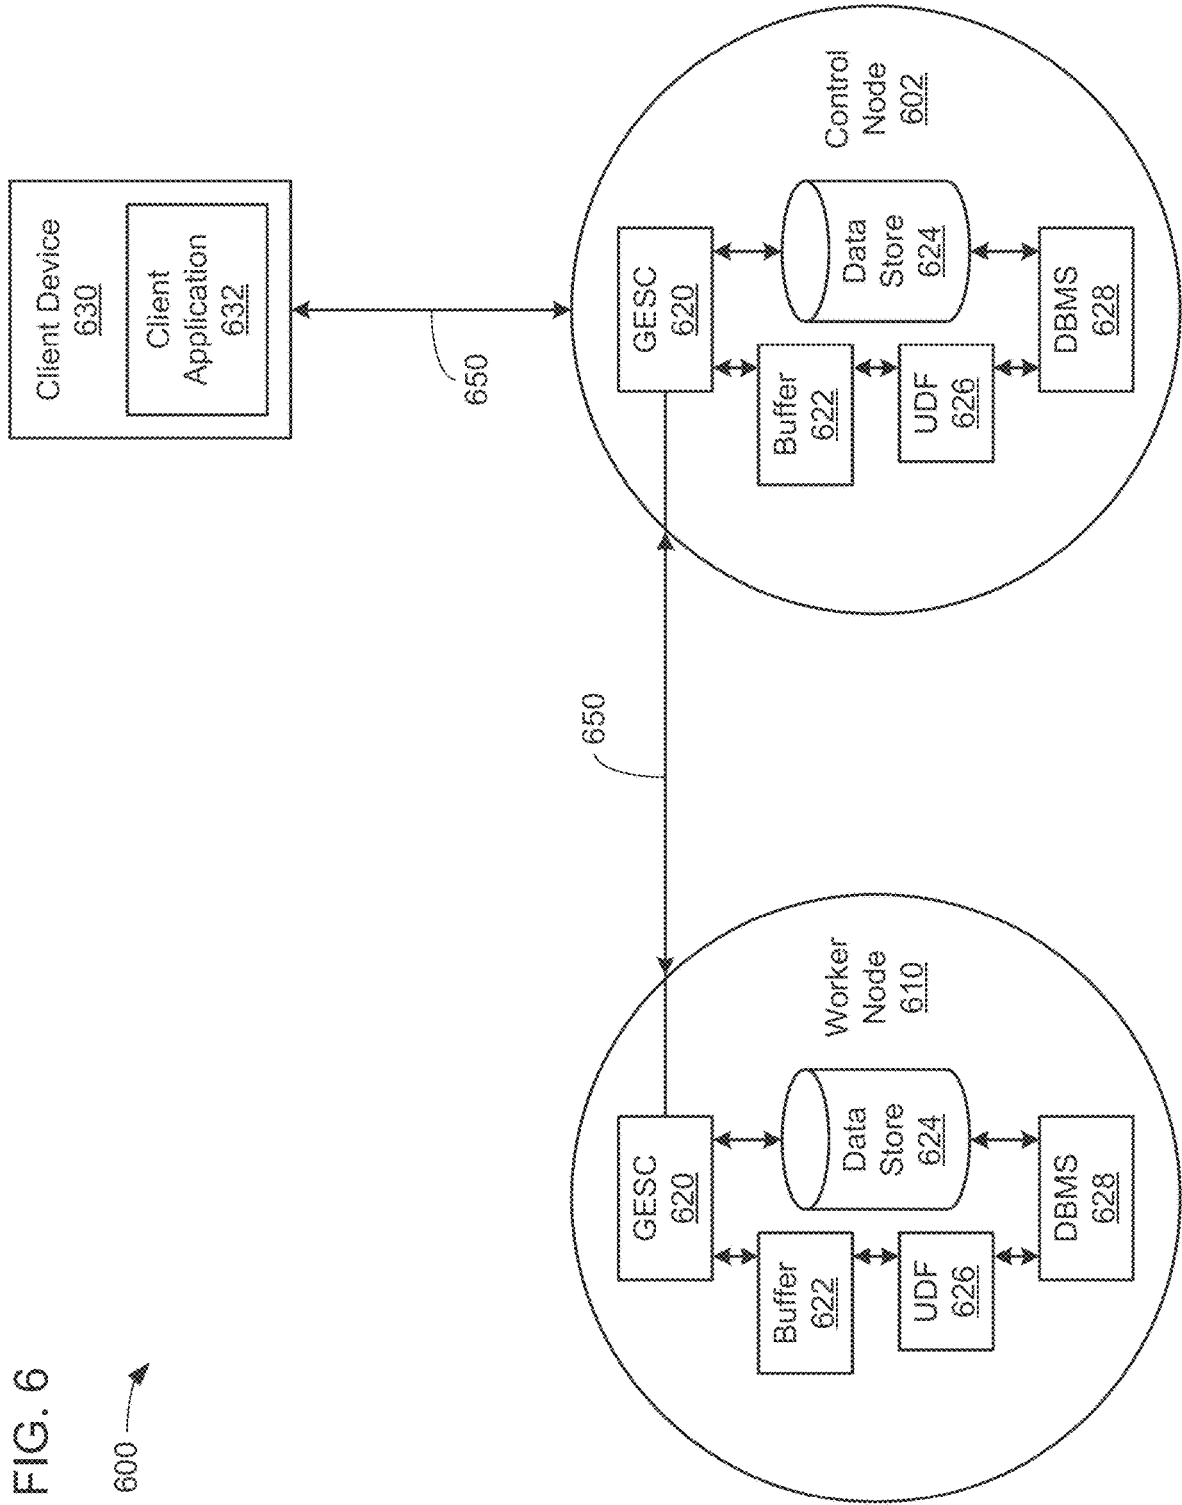 FIG. 6
600
Client Device
630
Client
Application
632
650
650
Worker
Node
610
GESC
620
Buffer
622
Data
Store
624
UDF
626
DBMS
628
Control
Node
602
GESC
620
Buffer
622
Data
Store
624
UDF
626
DBMS
628